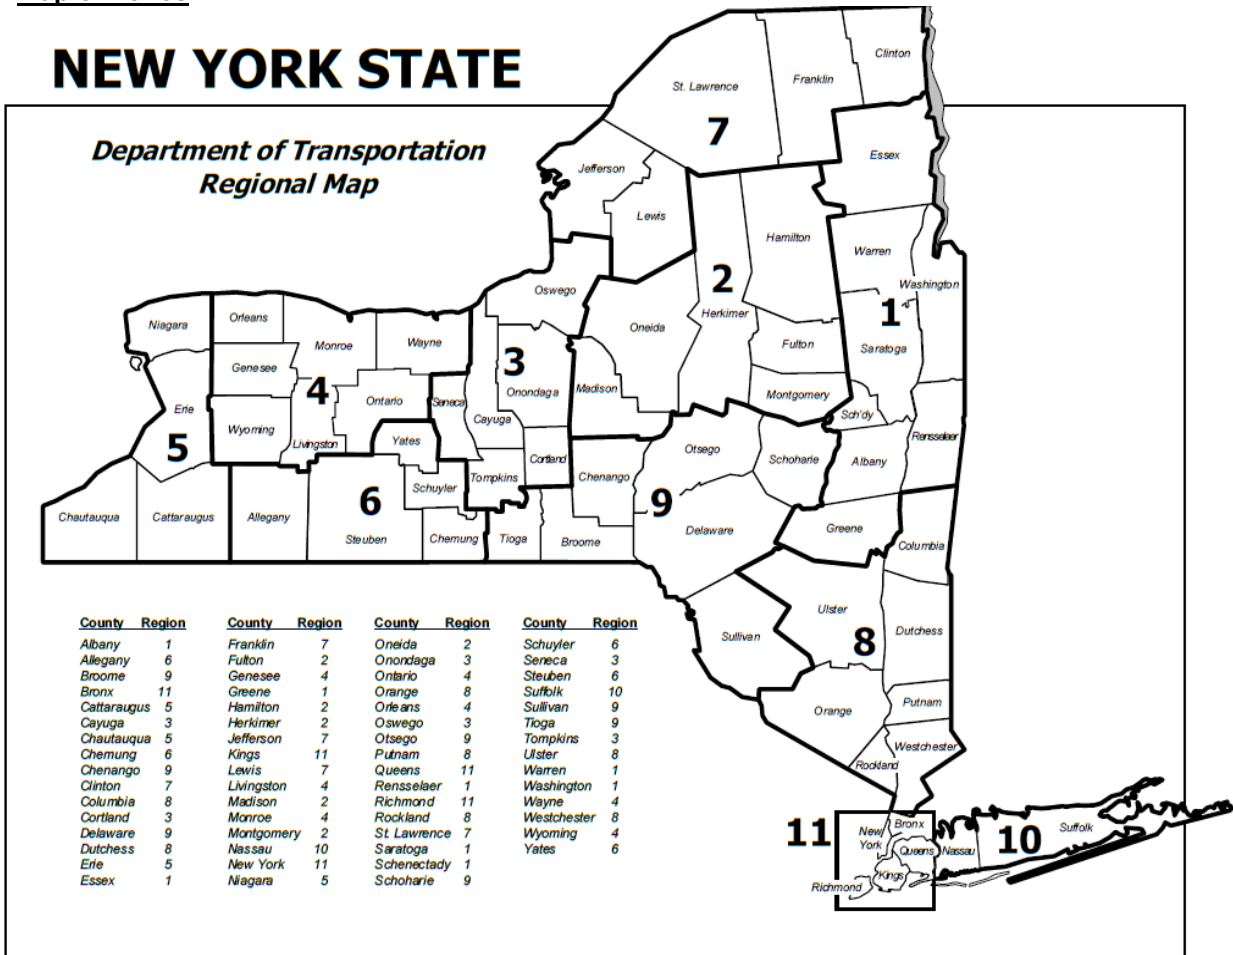 NEW YORK STATE
Department of Transportation
Regional Map
Clinton
Franklin
St. Lawrence
7
Essex
Jefferson
Lewis
Hamilton
Warren
2
Washington
Oswego
Herkimer
1
Orleans
Niagara
Oneida
Monroe
Wayne
Fulton
Saratoga
3
Genesee
Madison
4
Onondaga
Montgomery
Ontario
Seneca
Erie
Cayuga
Sch'dy
Wyoming
Livingston
Yates
5
Otsego
Rensselaer
Cortland
Schoharie
Albany
Tompkins
Chenango
Schuyler
6
9
Chautauqua
Cattaraugus
Allegany
Delaware
Greene
Steuben
Chemung
Tioga
Broome
Columbia
Ulster
Sullivan
8
Dutchess
Orange
Putnam
Westchester
Rockland
11
New
York
Bronx
Queens
Nassau
10
Suffolk
Kings
Richmond
County Region County Region County Region County Region
Albany 1 Franklin 7 Oneida 2 Schuyler 6
Allegany 6 Fulton 2 Onondaga 3 Seneca 3
Broome 9 Genesee 4 Ontario 4 Steuben 6
Bronx 11 Greene 1 Orange 8 Suffolk 10
Cattaraugus 5 Hamilton 2 Orleans 4 Sullivan 9
Cayuga 3 Herkimer 2 Oswego 3 Tioga 9
Chautauqua 5 Jefferson 7 Otsego 9 Tompkins 3
Chemung 6 Kings 11 Putnam 8 Ulster 8
Chenango 9 Lewis 7 Queens 11 Warren 1
Clinton 7 Livingston 4 Rensselaer 1 Washington 1
Columbia 8 Madison 2 Richmond 11 Wayne 4
Cortland 3 Monroe 4 Rockland 8 Westchester 8
Delaware 9 Montgomery 2 St. Lawrence 7 Wyoming 4
Dutchess 8 Nassau 10 Saratoga 1 Yates 6
Erie 5 New York 11 Schenectady 1
Essex 1 Niagara 5 Schoharie 9